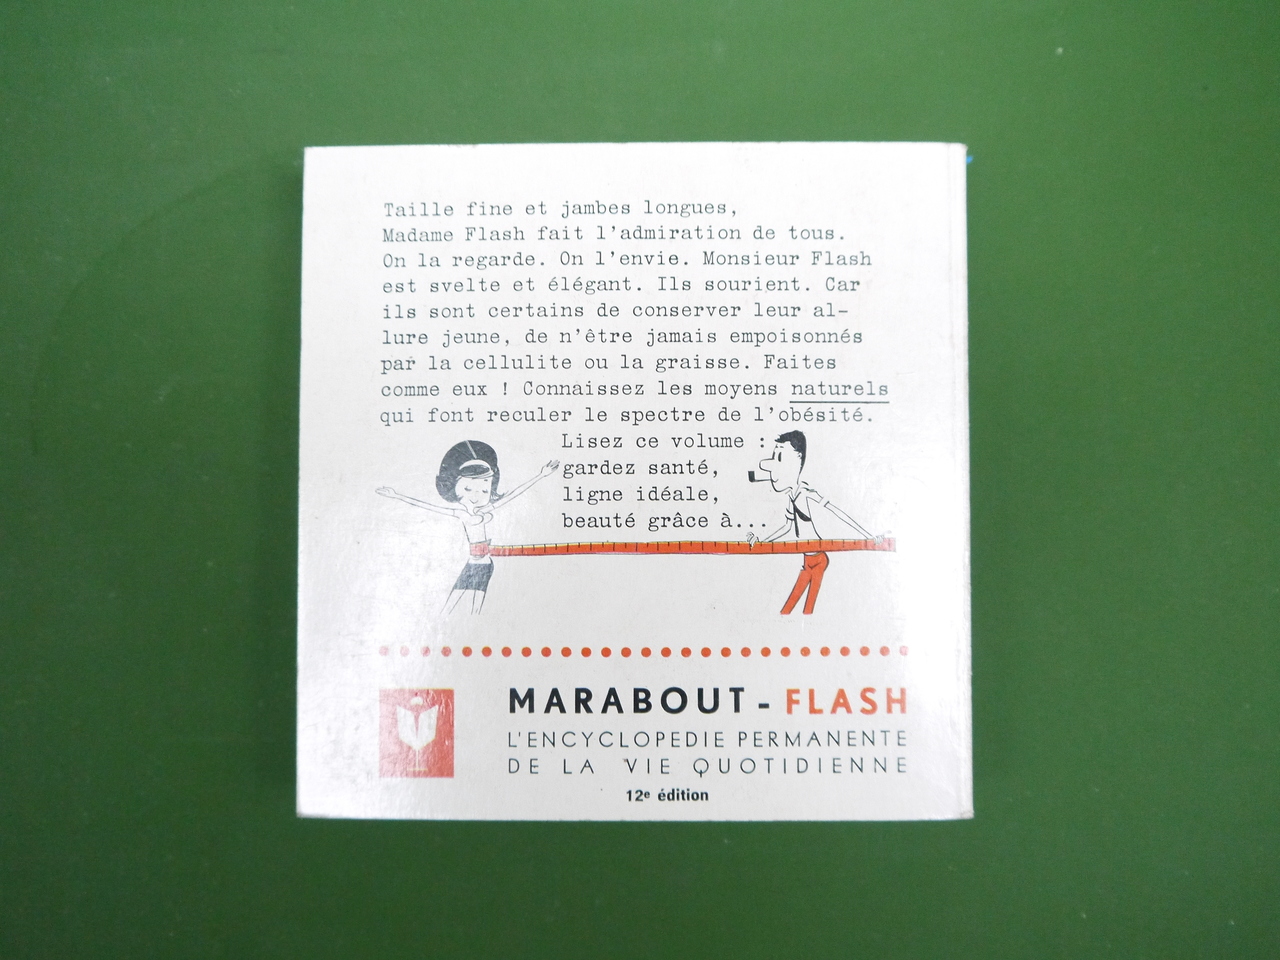 Taille fine et jambes longues,
Madame Flash fait l'admiration de tous.
On la regarde. On l'envie. Monsieur Flash
est svelte et élégant. Ils sourient. Car
ils sont certains de conserver leur al-
lure jeune, de n'être jamais empoisonnés
par la cellulite ou la graisse. Faites
comme eux ! Connaissez les moyens naturels
qui font reculer le spectre de l'obésité.
Lisez ce volume :
gardez santé,
ligne idéale,
beauté grâce à...
MARABOUT - FLASH
L'ENCYCLOPEDIE PERMANENTE
DE LA VIE QUOTIDIENNE
12e édition